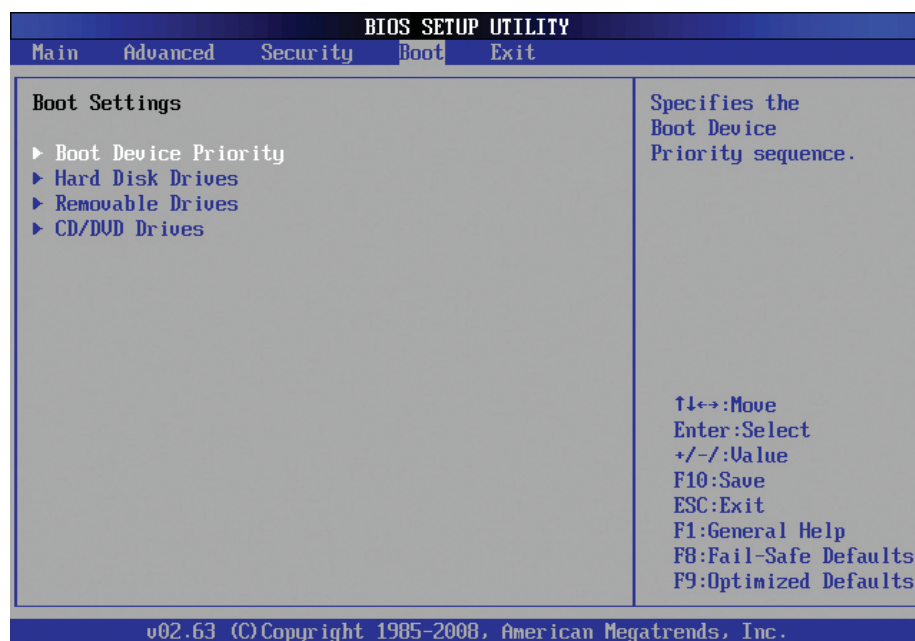 BIOS SETUP UTILITY
Main Advanced Security Boot Exit
Boot Settings
▶ Boot Device Priority
▶ Hard Disk Drives
▶ Removable Drives
▶ CD/DVD Drives
Specifies the
Boot Device
Priority sequence.
↑↓←→:Move
Enter:Select
+/-/:Value
F10:Save
ESC:Exit
F1:General Help
F8:Fail-Safe Defaults
F9:Optimized Defaults
v02.63 (C)Copyright 1985-2008, American Megatrends, Inc.